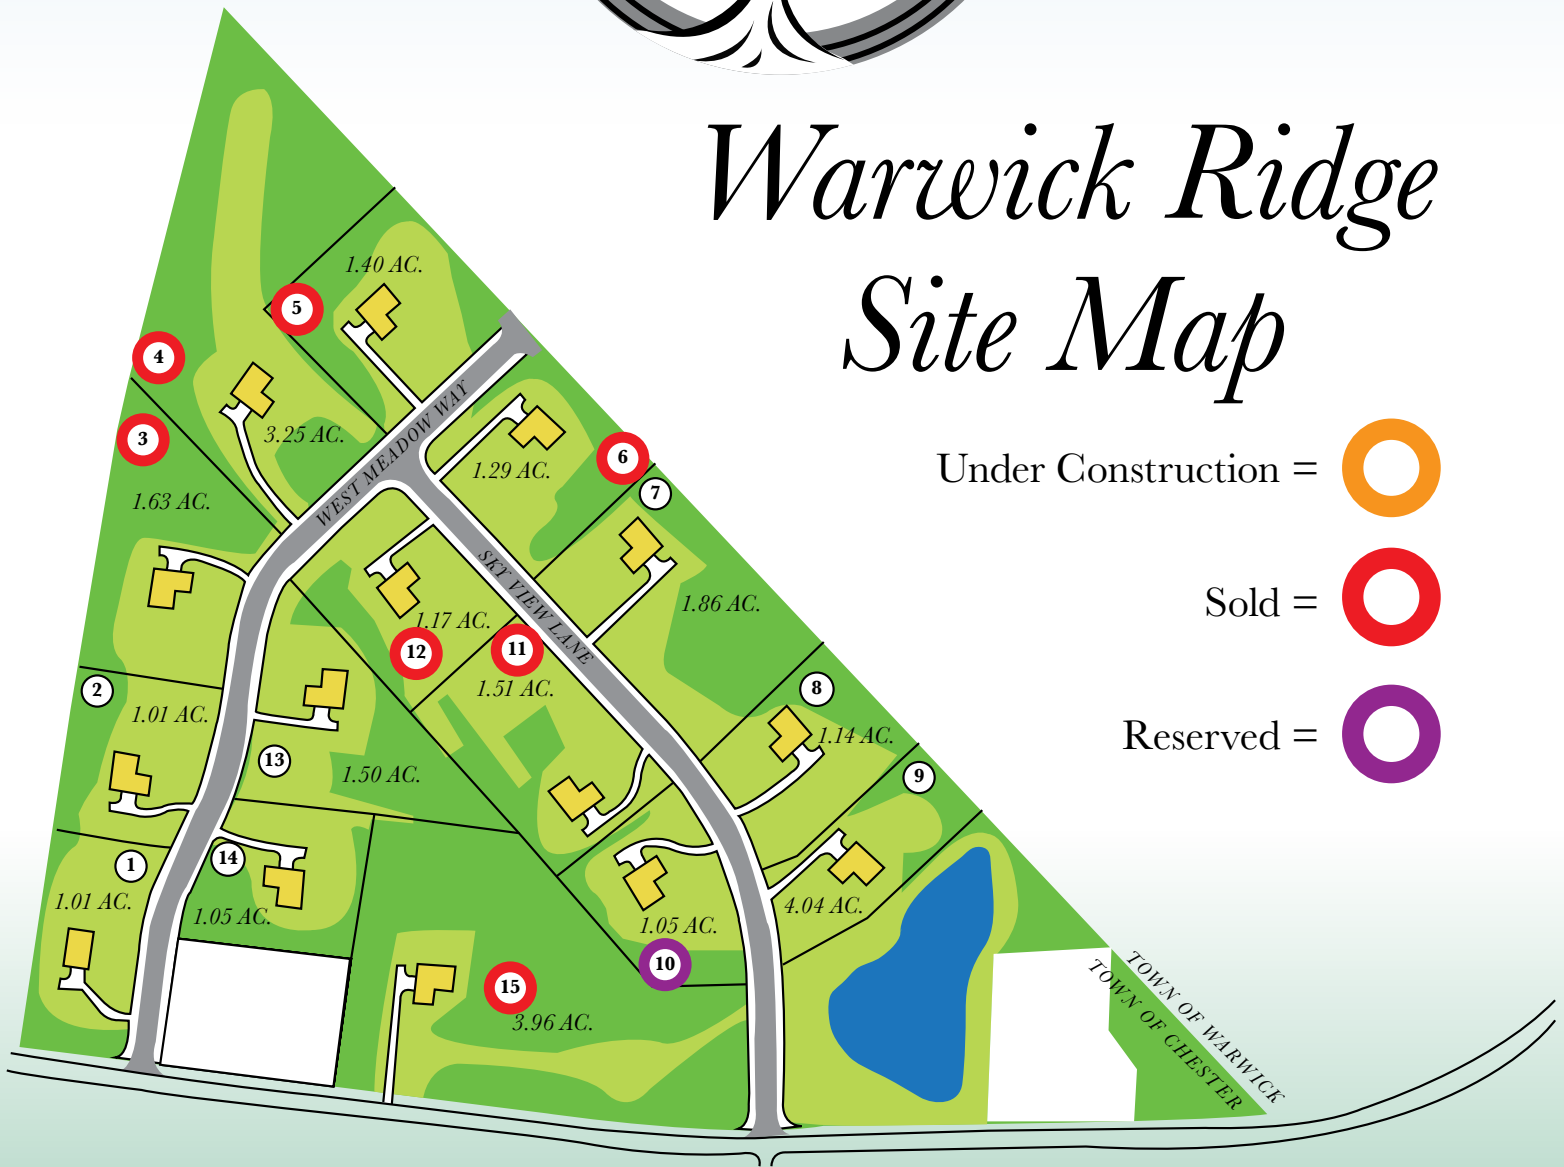 Warwick Ridge
Site Map
Under Construction =
Sold =
Reserved =
1.40 AC.
5
4
3
3.25 AC.
WEST MEADOW WAY
1.29 AC.
6
7
1.63 AC.
SKY VIEW LANE
1.17 AC.
12
11
1.51 AC.
1.86 AC.
2
1.01 AC.
8
1.14 AC.
13
1.50 AC.
9
1
14
1.01 AC.
1.05 AC.
1.05 AC.
4.04 AC.
10
15
3.96 AC.
TOWN OF WARWICK
TOWN OF CHESTER